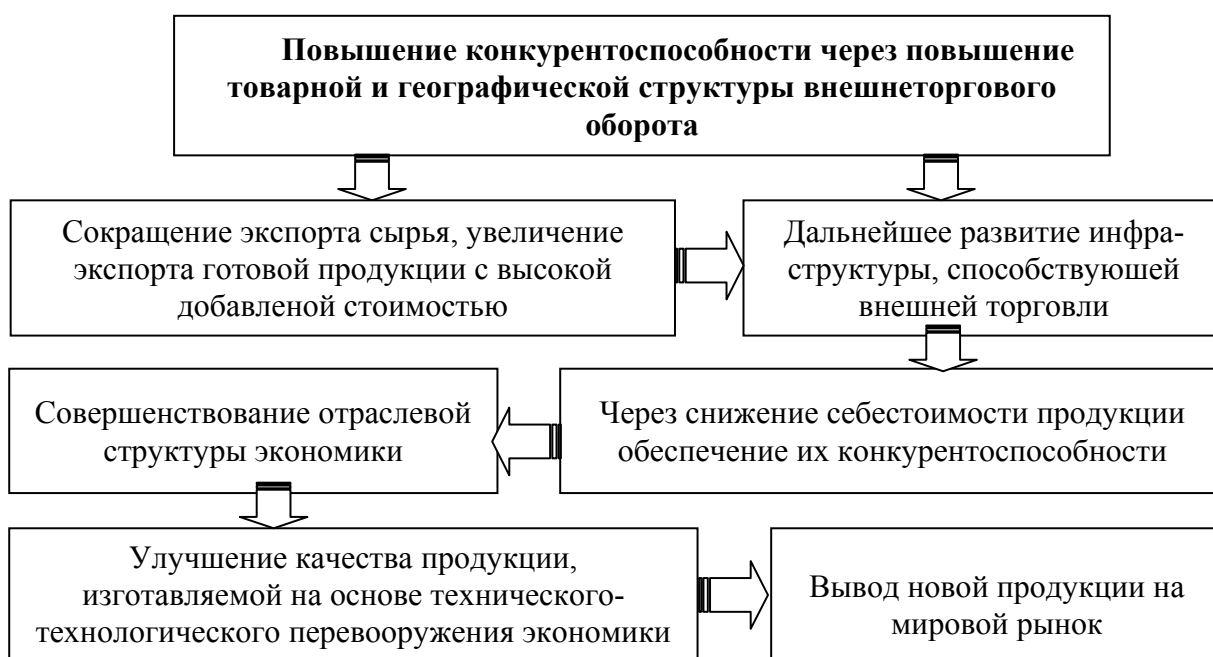 Повышение конкурентоспособности через повышение
товарной и географической структуры внешнеторгового
оборота
Сокращение экспорта сырья, увеличение
экспорта готовой продукции с высокой
добавленой стоимостью
Дальнейшее развитие инфра-
структуры, способствуюшей
внешней торговли
Совершенствование отраслевой
структуры экономики
Через снижение себестоимости продукции
обеспечение их конкурентоспособности
Улучшение качества продукции,
изготавляемой на основе технического-
технологического перевооружения экономики
Вывод новой продукции на
мировой рынок